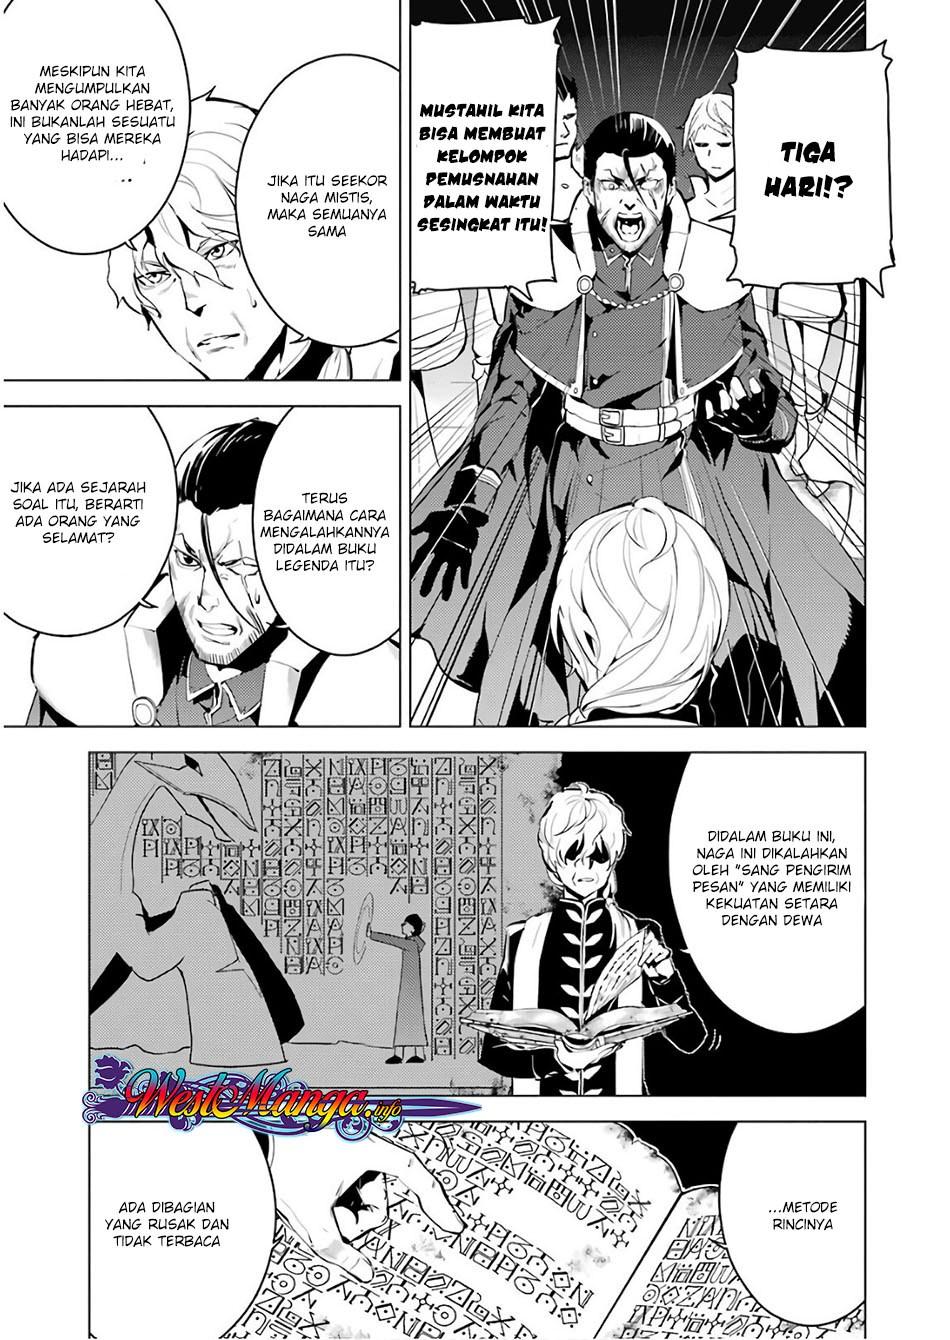 TIGA
HARI!?
MUSTAHIL KITA
BISA MEMBUAT
KELOMPOK
PEMUSNAHAN
DALAM WAKTU
SESINGKAT ITU!
JIKA ITU SEEKOR
NAGA MISTIS,
MAKA SEMUANYA
SAMA
MESKIPUN KITA
MENGUMPULKAN
BANYAK ORANG HEBAT,
INI BUKANLAH SESUATU
YANG BISA MEREKA
HADAPI...
TERUS
BAGAIMANA CARA
MENGALAHKANNYA
DIDALAM BUKU
LEGENDA ITU?
JIKA ADA SEJARAH
SOAL ITU, BERARTI
ADA ORANG YANG
SELAMAT?
DIDALAM BUKU INI,
NAGA INI DIKALAHKAN
OLEH "SANG PENGIRIM
PESAN" YANG MEMILIKI
KEKUATAN SETARA
DENGAN DEWA
WESTMANGA.info
...METODE
RINCINYA
ADA DIBAGIAN
YANG RUSAK DAN
TIDAK TERBACA